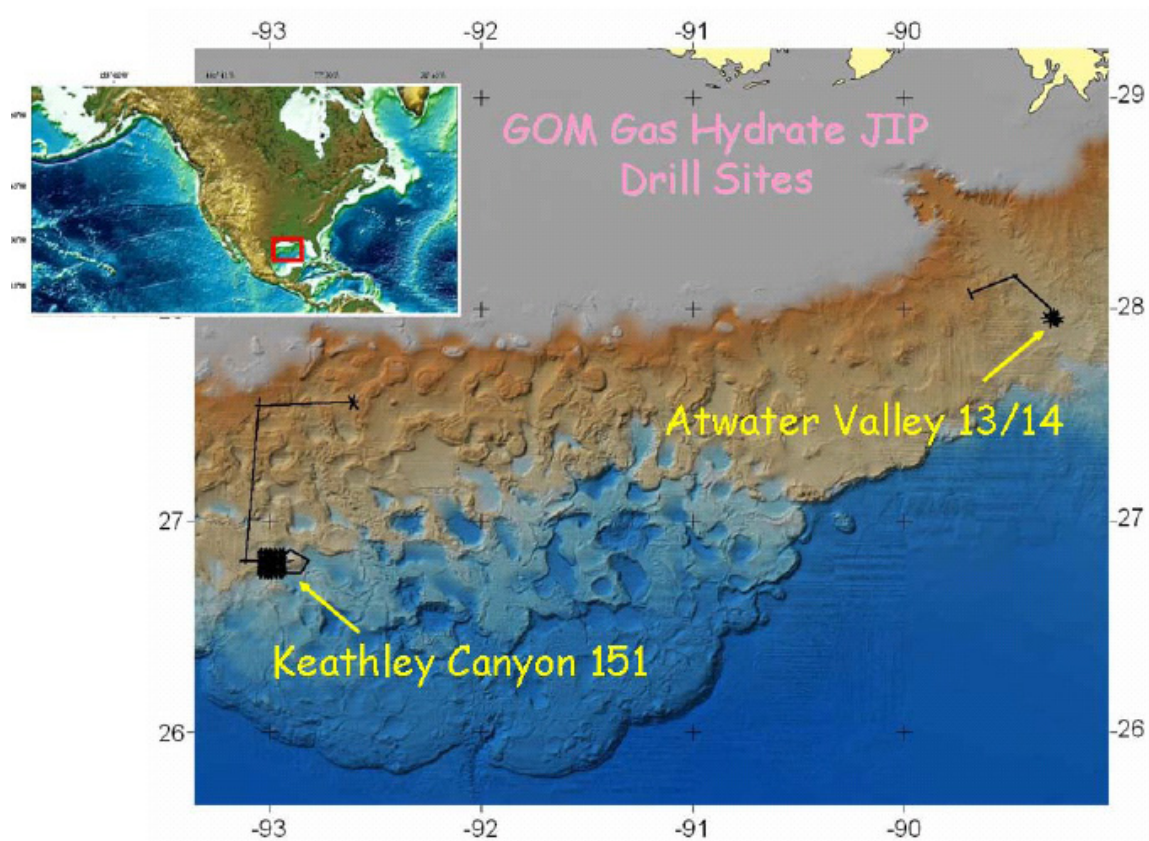 -93 -92 -91 -90
-29
GOM Gas Hydrate JIP
Drill Sites
-28
Atwater Valley 13/14
27- -27
Keathley Canyon 151
26- -26
-93 -92 -91 -90